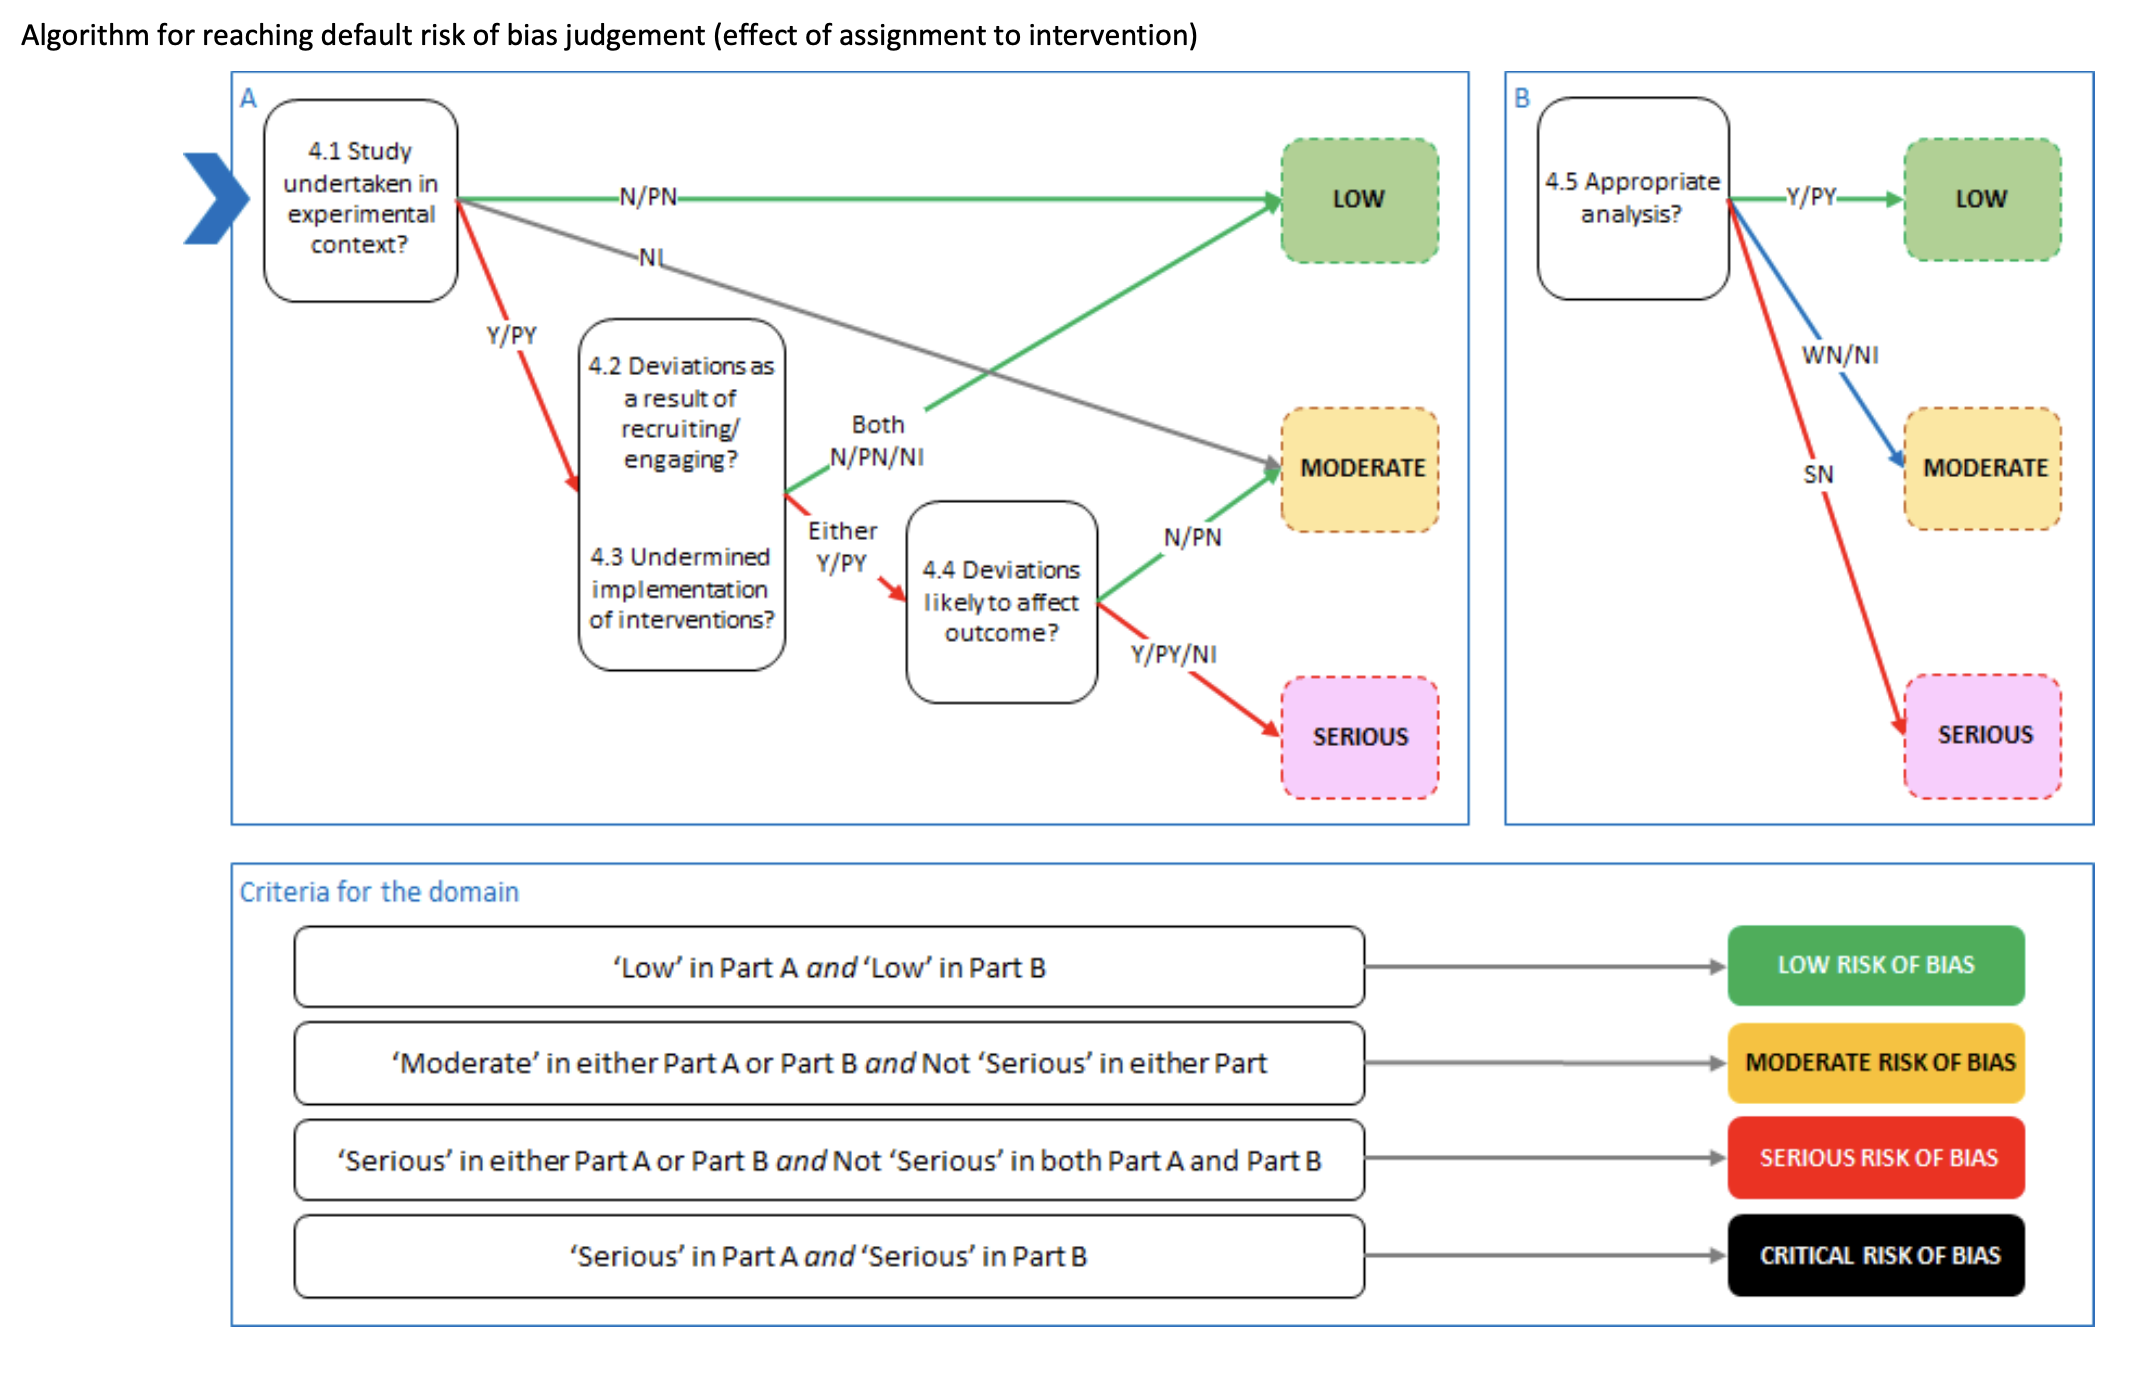 Algorithm for reaching default risk of bias judgement (effect of assignment to intervention)
A
4.1 Study
undertaken in
experimental
context?
N/PN
NI
Y/PY
LOW
4.2 Deviations as
a result of
recruiting/
engaging?
4.3 Undermined
implementation
of interventions?
Both
N/PN/NI
Either
Y/PY
4.4 Deviations
likely to affect
outcome?
N/PN
Y/PY/NI
MODERATE
SERIOUS
B
4.5 Appropriate
analysis?
Y/PY
WN/NI
SN
LOW
MODERATE
SERIOUS
Criteria for the domain
‘Low’ in Part A and ‘Low’ in Part B
LOW RISK OF BIAS
‘Moderate’ in either Part A or Part B and Not ‘Serious’ in either Part
MODERATE RISK OF BIAS
‘Serious’ in either Part A or Part B and Not ‘Serious’ in both Part A and Part B
SERIOUS RISK OF BIAS
‘Serious’ in Part A and ‘Serious’ in Part B
CRITICAL RISK OF BIAS